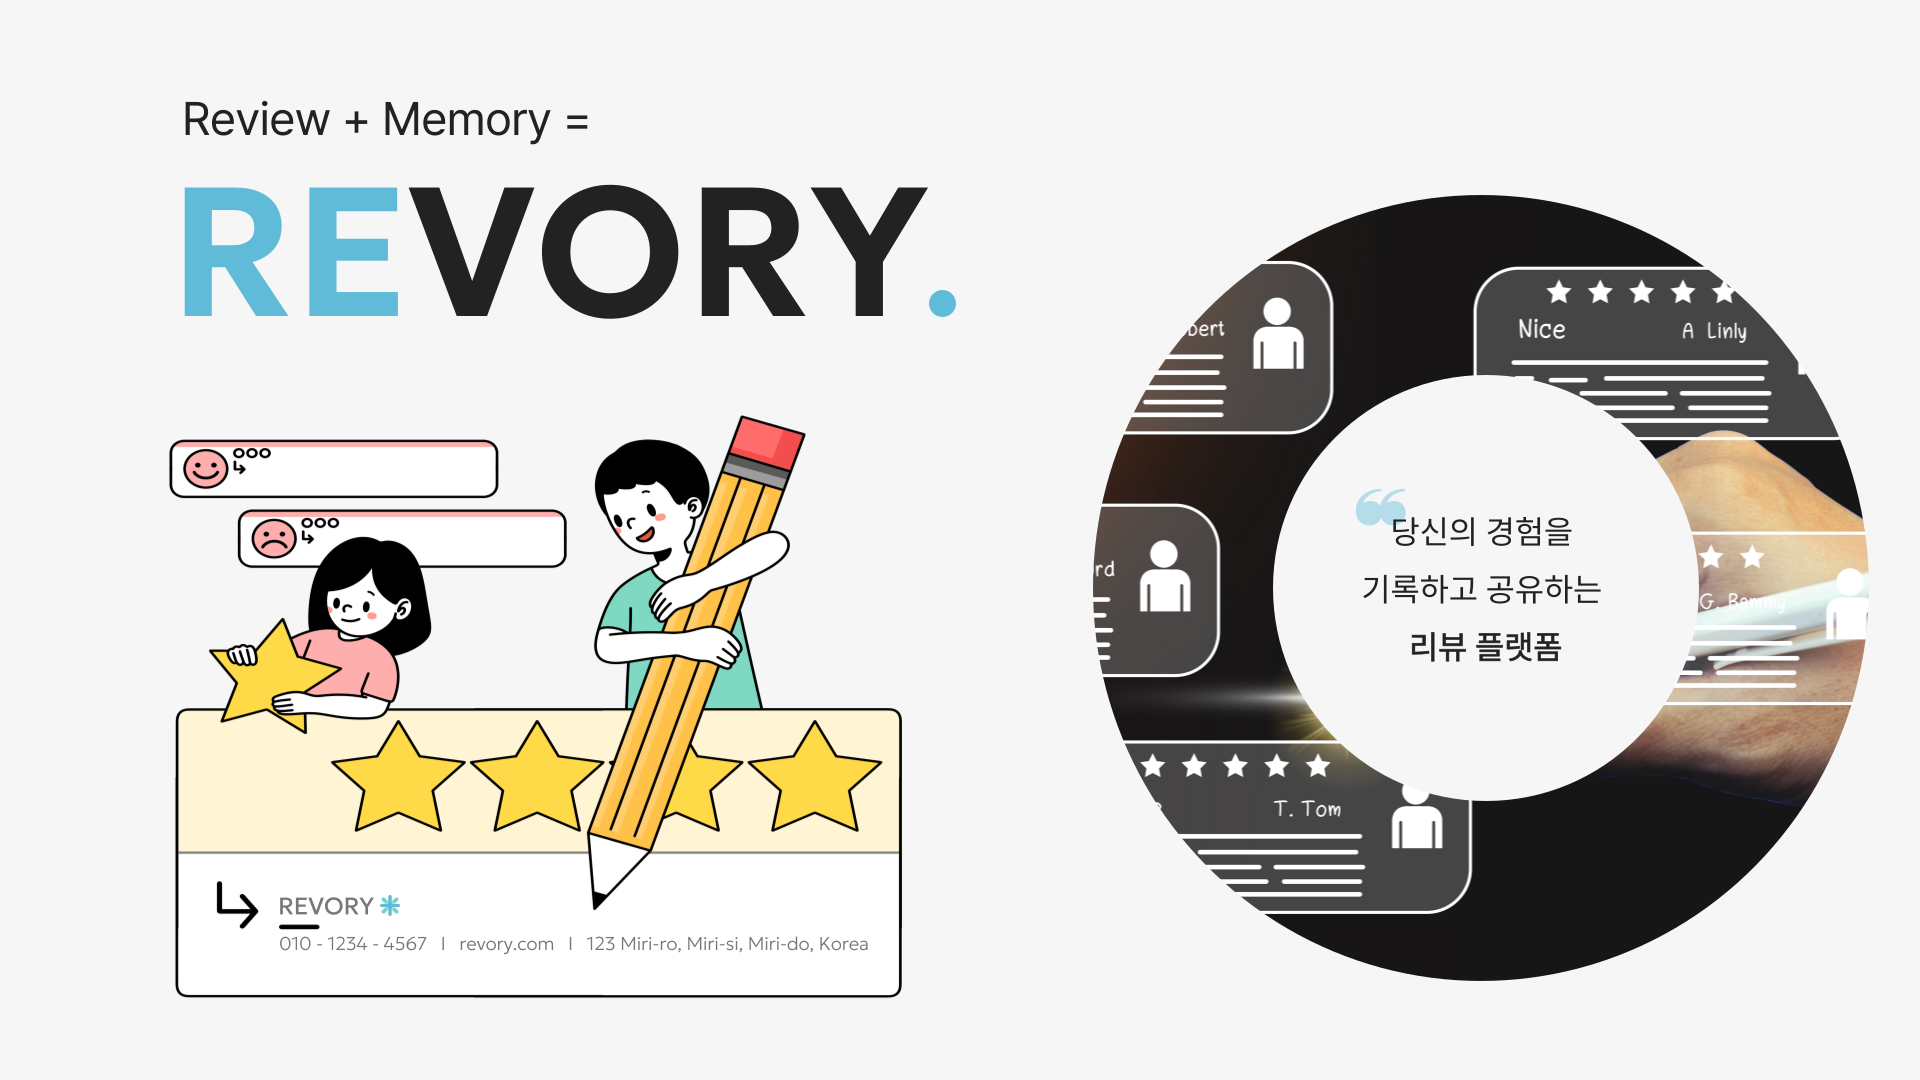 Review + Memory =
REVORY.
REVORY
010 - 1234 - 4567 | revory.com | 123 Miri-ro, Miri-si, Miri-do, Korea
Nice A Linly
G. Bommy
T. Tom
당신의 경험을
기록하고 공유하는
리뷰 플랫폼